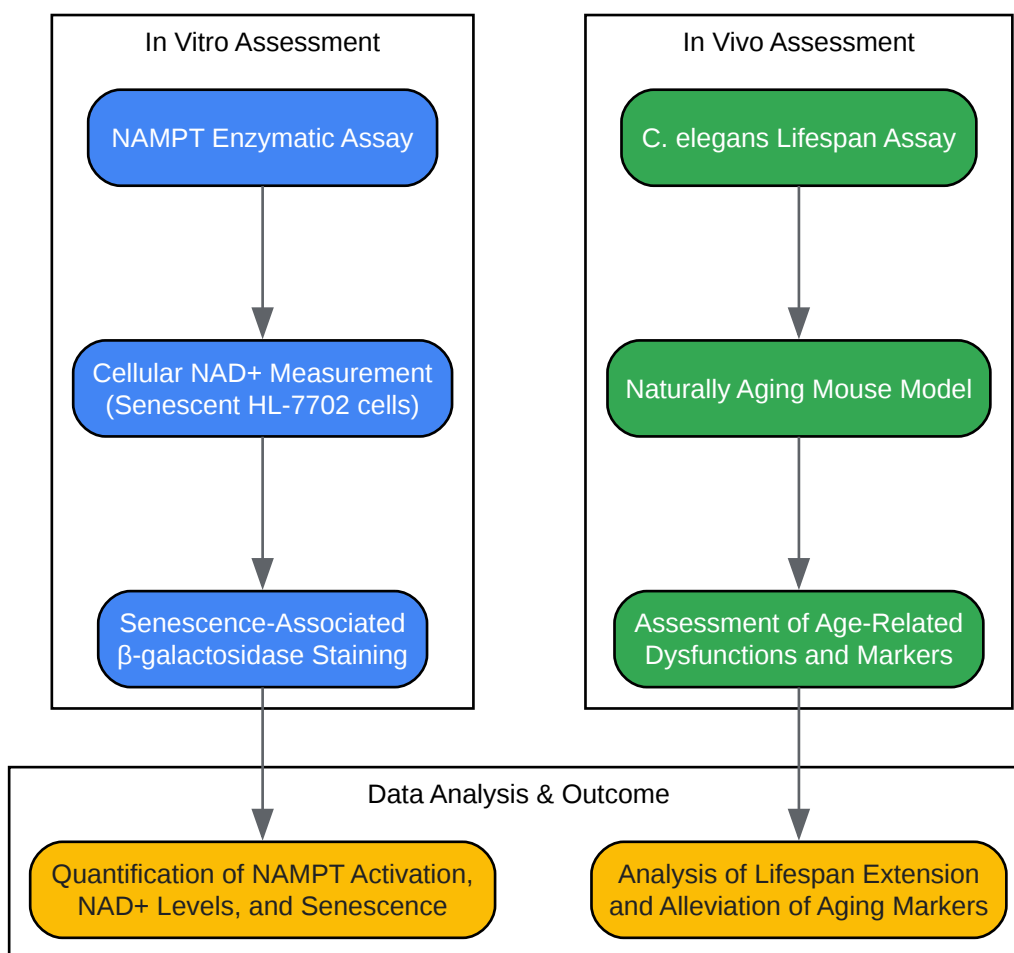 In Vitro Assessment
NAMPT Enzymatic Assay
Cellular NAD+ Measurement
(Senescent HL-7702 cells)
Senescence-Associated
β-galactosidase Staining
In Vivo Assessment
C. elegans Lifespan Assay
Naturally Aging Mouse Model
Assessment of Age-Related
Dysfunctions and Markers
Data Analysis & Outcome
Quantification of NAMPT Activation,
NAD+ Levels, and Senescence
Analysis of Lifespan Extension
and Alleviation of Aging Markers